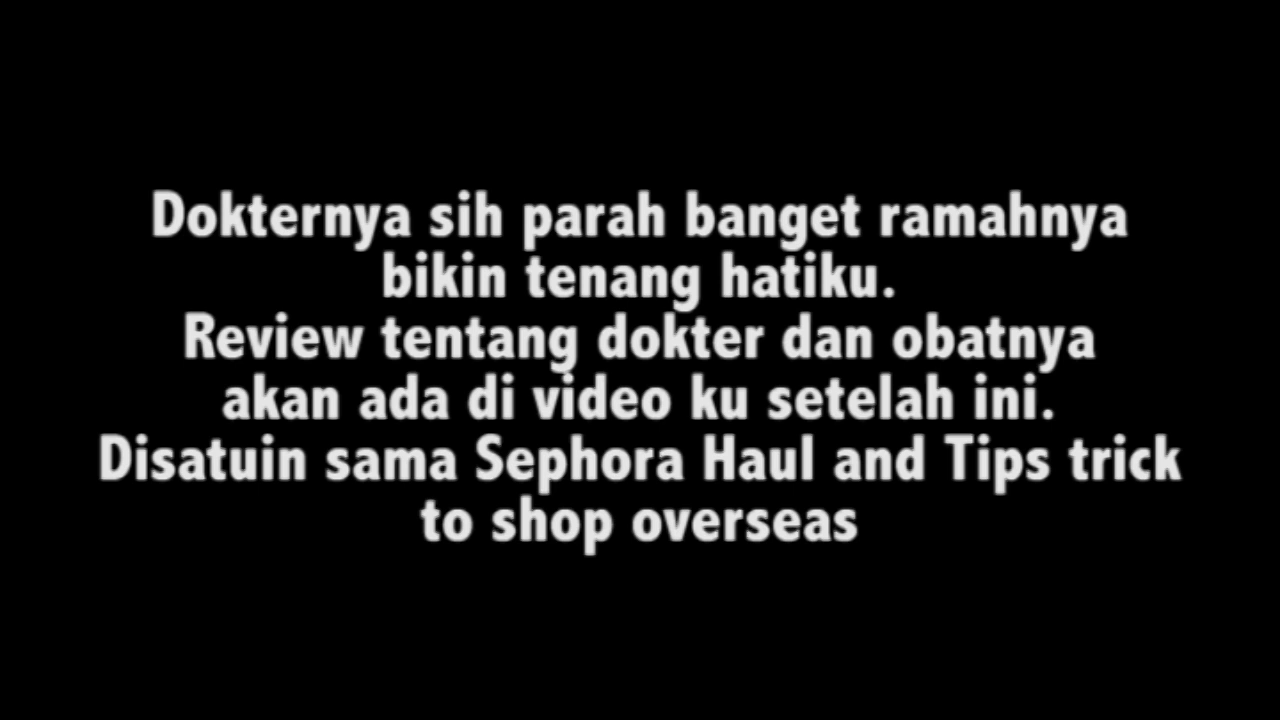 Dokternya sih parah banget ramahnya
bikin tenang hatiku.
Review tentang dokter dan obatnya
akan ada di video ku setelah ini.
Disatuin sama Sephora Haul and Tips trick
to shop overseas